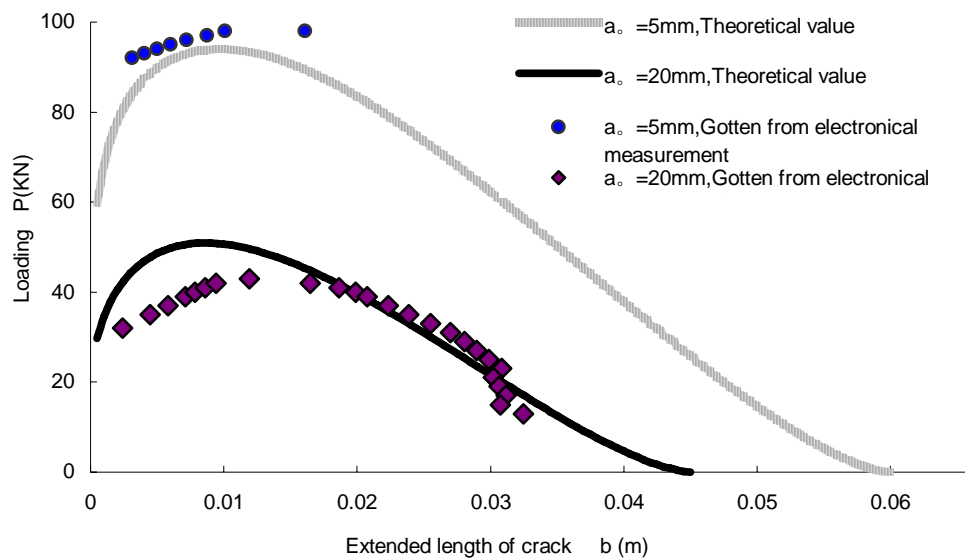 100
80
60
40
20
0
Loading P(KN)
0 0.01 0.02 0.03 0.04 0.05 0.06
Extended length of crack b (m)
a。=5mm,Theoretical value
a。=20mm,Theoretical value
a。=5mm,Gotten from electronical
measurement
a。=20mm,Gotten from electronical